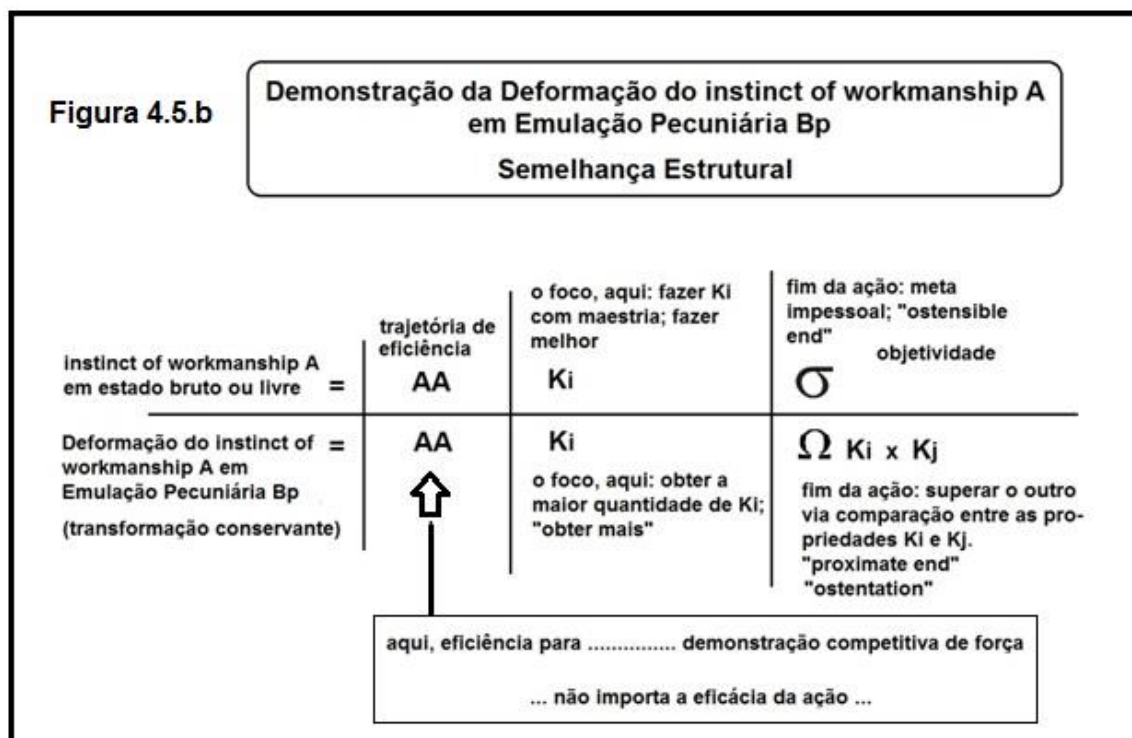 Figura 4.5.b
Demonstração da Deformação do instinct of workmanship A
em Emulação Pecuniária Bp
Semelhança Estrutural
instinct of workmanship A
em estado bruto ou livre =
trajetória de
eficiência
AA
o foco, aqui: fazer Ki
com maestria; fazer
melhor
Ki
fim da ação: meta
impessoal; "ostensible
end"
objetividade
σ
Deformação do instinct of =
workmanship A em
Emulação Pecuniária Bp
(transformação conservante)
AA
Ki
o foco, aqui: obter a
maior quantidade de Ki;
"obter mais"
Ω Ki x Kj
fim da ação: superar o outro
via comparação entre as pro-
priedades Ki e Kj.
"proximate end"
"ostentation"
aqui, eficiência para ............... demonstração competitiva de força
... não importa a eficácia da ação ...